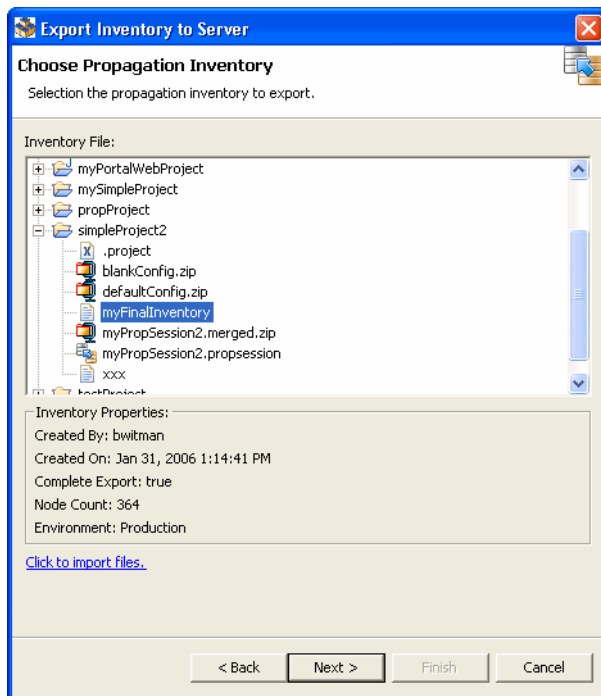 Export Inventory to Server
Choose Propagation Inventory
Selection the propagation inventory to export.
Inventory File:
myPortalWebProject
mySimpleProject
propProject
simpleProject2
.project
blankConfig.zip
defaultConfig.zip
myFinalInventory
myPropSession2.merged.zip
myPropSession2.propsession
xxx
testProject
Inventory Properties:
Created By: bwitman
Created On: Jan 31, 2006 1:14:41 PM
Complete Export: true
Node Count: 364
Environment: Production
Click to import files.
< Back Next > Finish Cancel